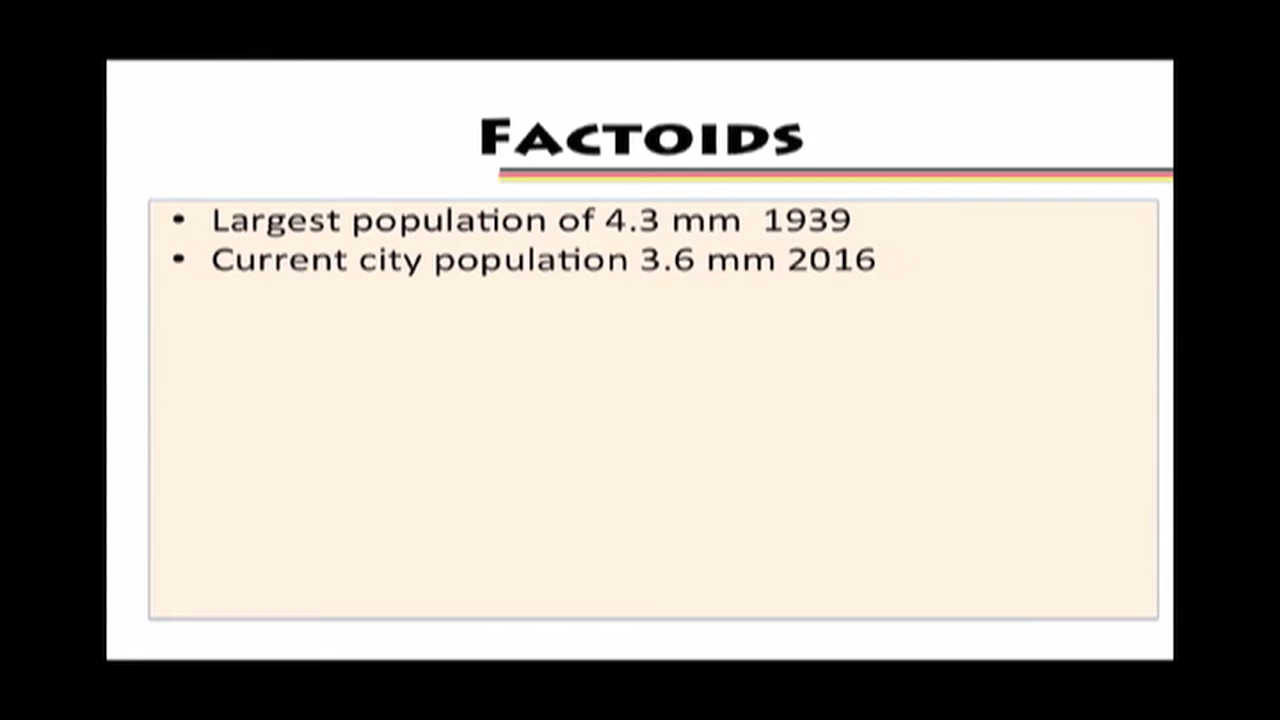 FACTOIDS
• Largest population of 4.3 mm  1939
• Current city population 3.6 mm 2016